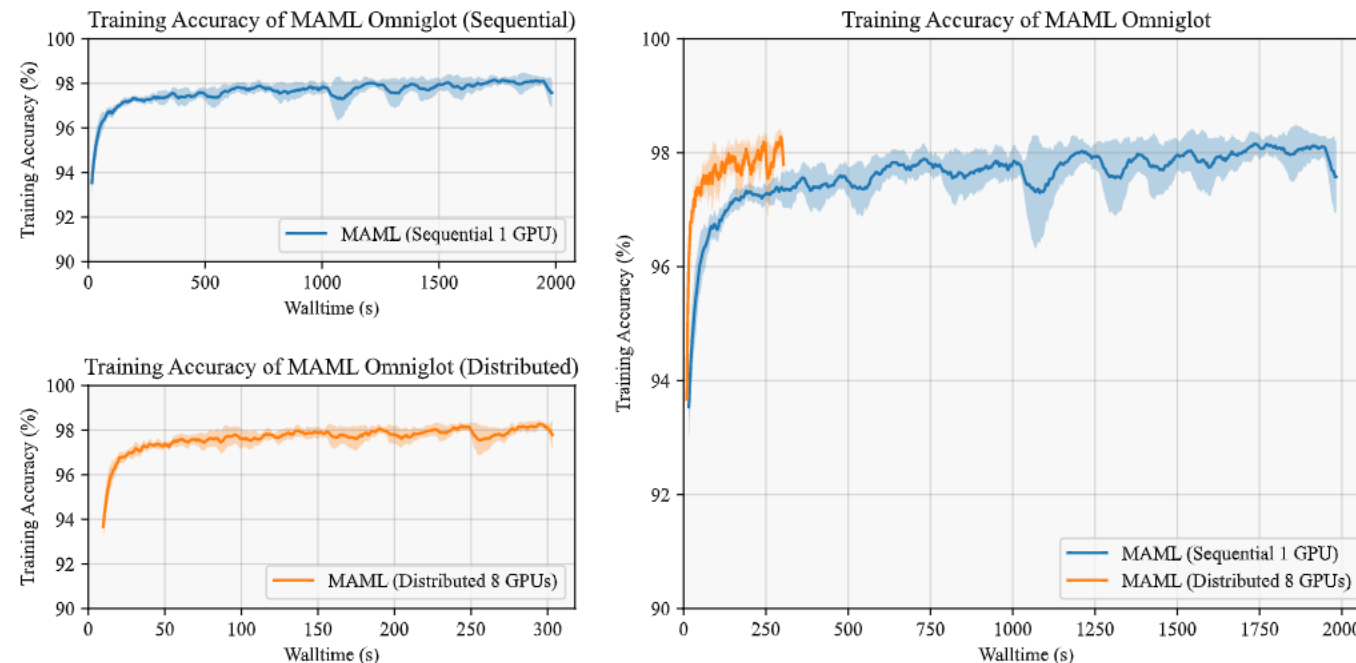 Training Accuracy of MAML Omniglot (Sequential)
100
98
96
94
92
90
Training Accuracy (%)
MAML (Sequential 1 GPU)
0 500 1000 1500 2000
Walltime (s)
Training Accuracy of MAML Omniglot (Distributed)
100
98
96
94
92
90
Training Accuracy (%)
MAML (Distributed 8 GPUs)
0 50 100 150 200 250 300
Walltime (s)
Training Accuracy of MAML Omniglot
100
98
96
94
92
90
Training Accuracy (%)
MAML (Sequential 1 GPU)
MAML (Distributed 8 GPUs)
0 250 500 750 1000 1250 1500 1750 2000
Walltime (s)